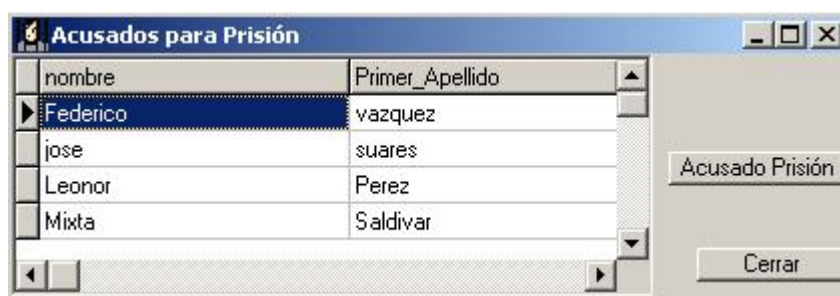 Acusados para Prisión
nombre Primer_Apellido
Federico vazquez
jose suares
Leonor Perez
Mixta Saldivar
Acusado Prisión
Cerrar